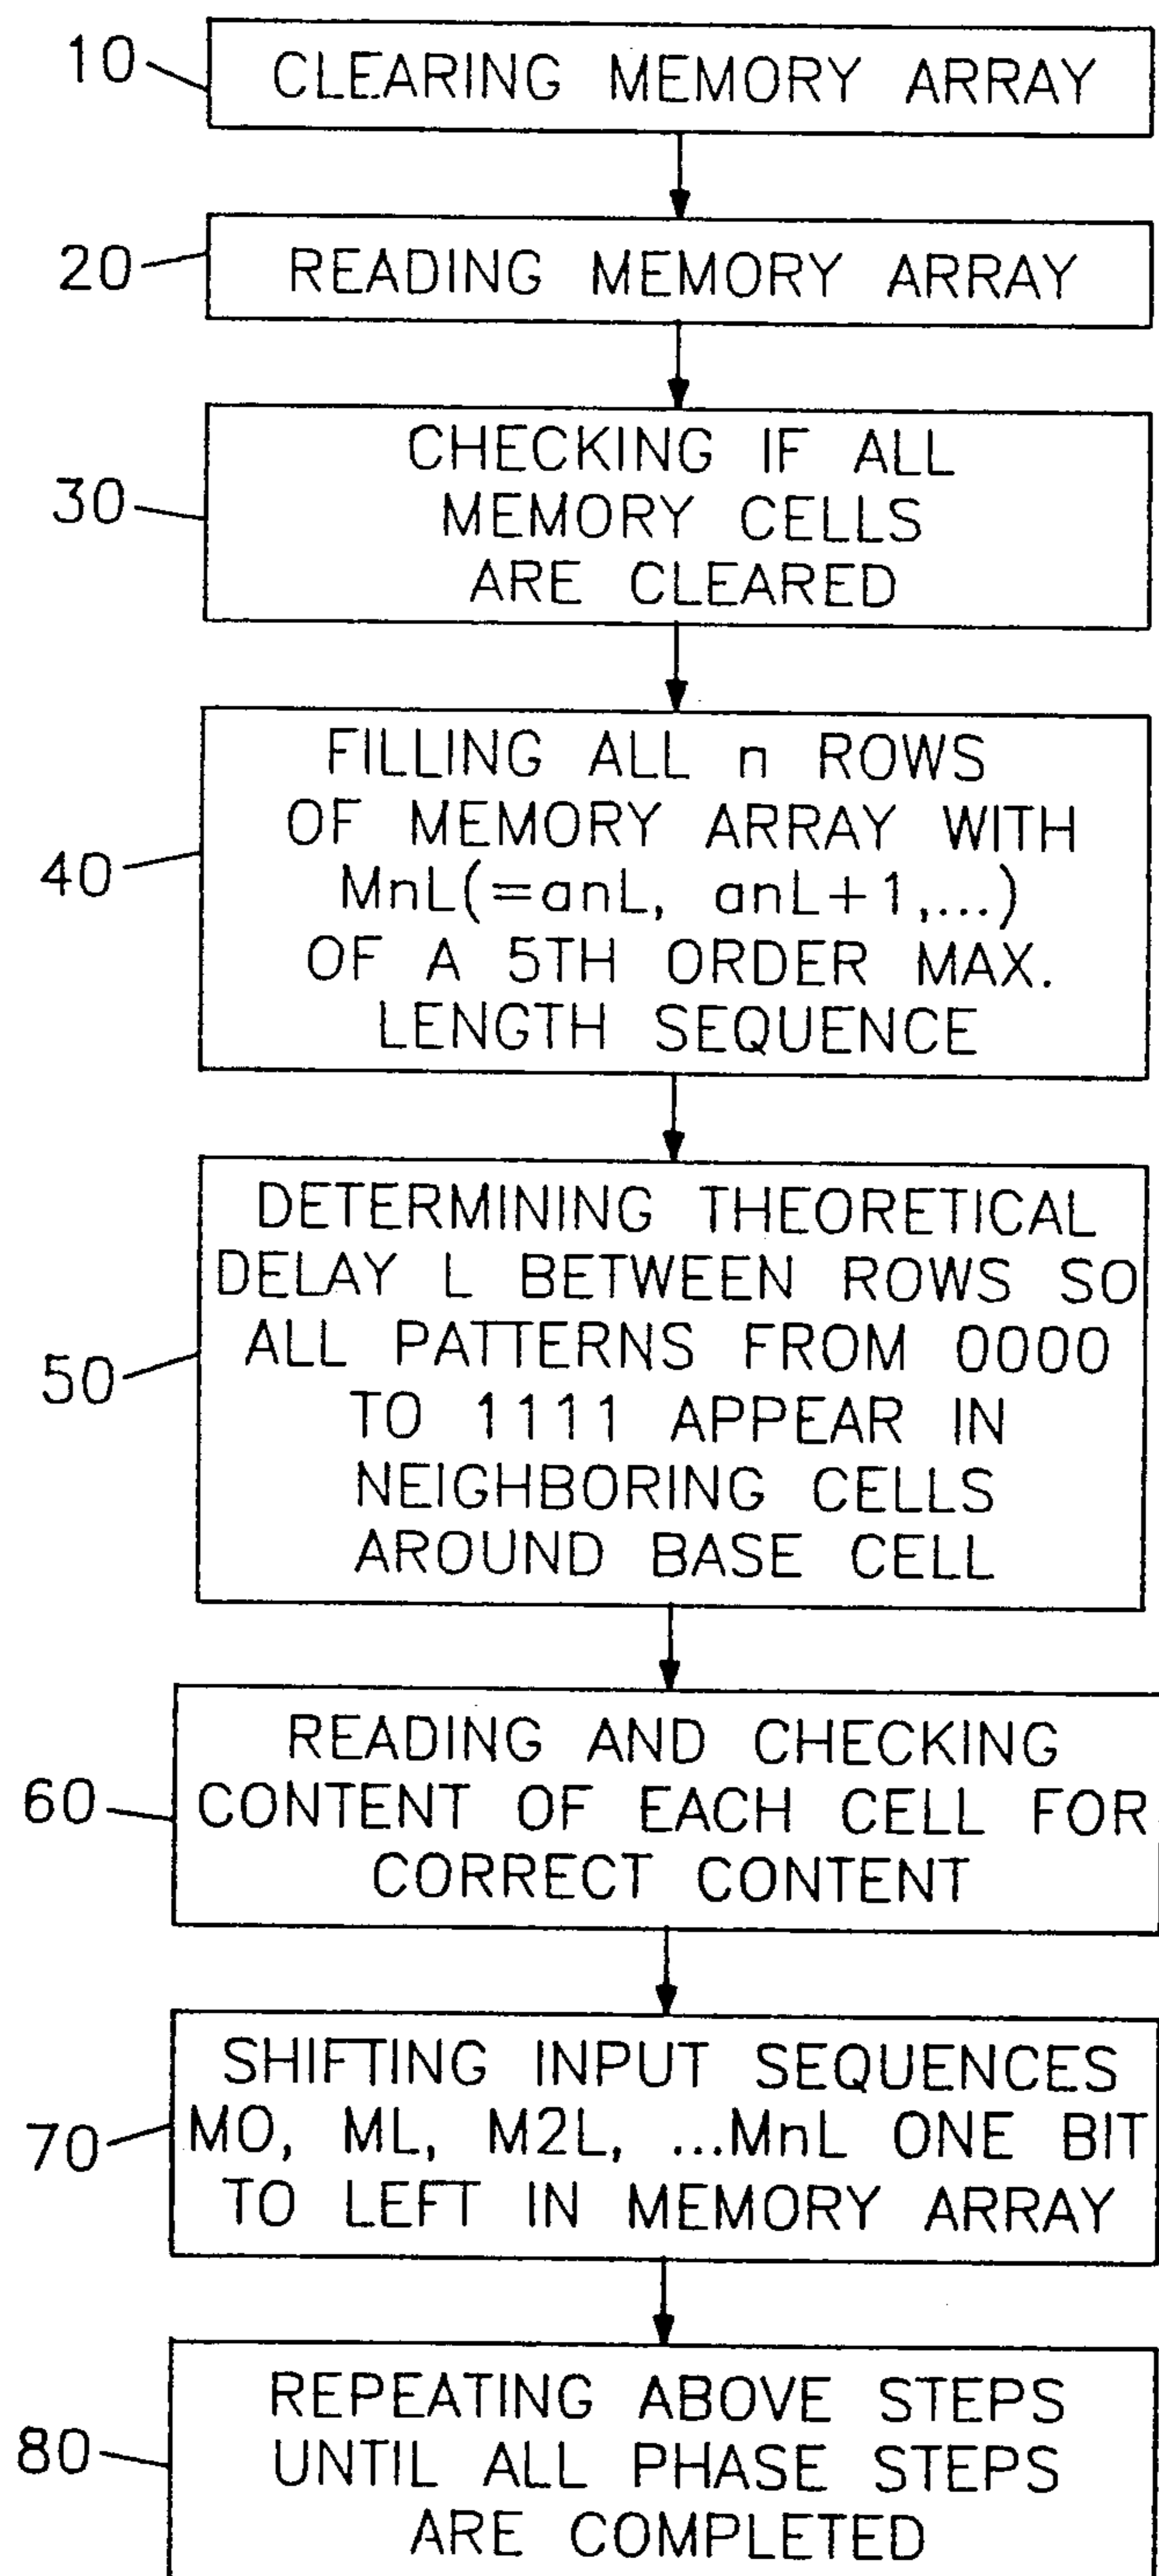 10
CLEARING MEMORY ARRAY
20
READING MEMORY ARRAY
30
CHECKING IF ALL
MEMORY CELLS
ARE CLEARED
40
FILLING ALL n ROWS
OF MEMORY ARRAY WITH
MnL(=anL, anL+1,...)
OF A 5TH ORDER MAX.
LENGTH SEQUENCE
50
DETERMINING THEORETICAL
DELAY L BETWEEN ROWS SO
ALL PATTERNS FROM 0000
TO 1111 APPEAR IN
NEIGHBORING CELLS
AROUND BASE CELL
60
READING AND CHECKING
CONTENT OF EACH CELL FOR
CORRECT CONTENT
70
SHIFTING INPUT SEQUENCES
MO, ML, M2L, ...MnL ONE BIT
TO LEFT IN MEMORY ARRAY
80
REPEATING ABOVE STEPS
UNTIL ALL PHASE STEPS
ARE COMPLETED